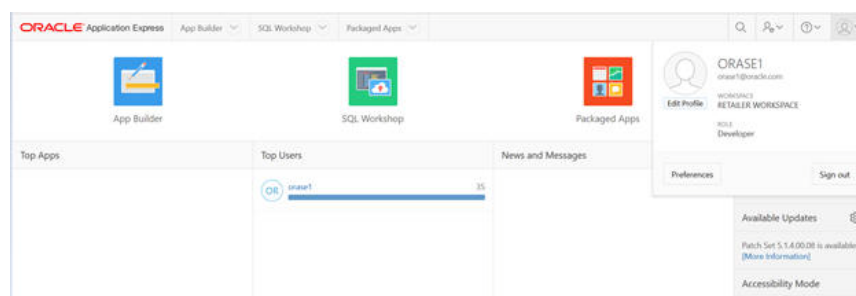 ORACLE Application Express App Builder SQL Workshop Packaged Apps
ORASE1
orase1@oracle.com
Edit Profile
WORKSPACE
RETAILER WORKSPACE
ROLE
Developer
Preferences Sign out
App Builder SQL Workshop Packaged Apps
Top Apps Top Users News and Messages
OR orase1 35
Available Updates
Patch Set 5.1.4.00.08 is available
[More Information]
Accessibility Mode